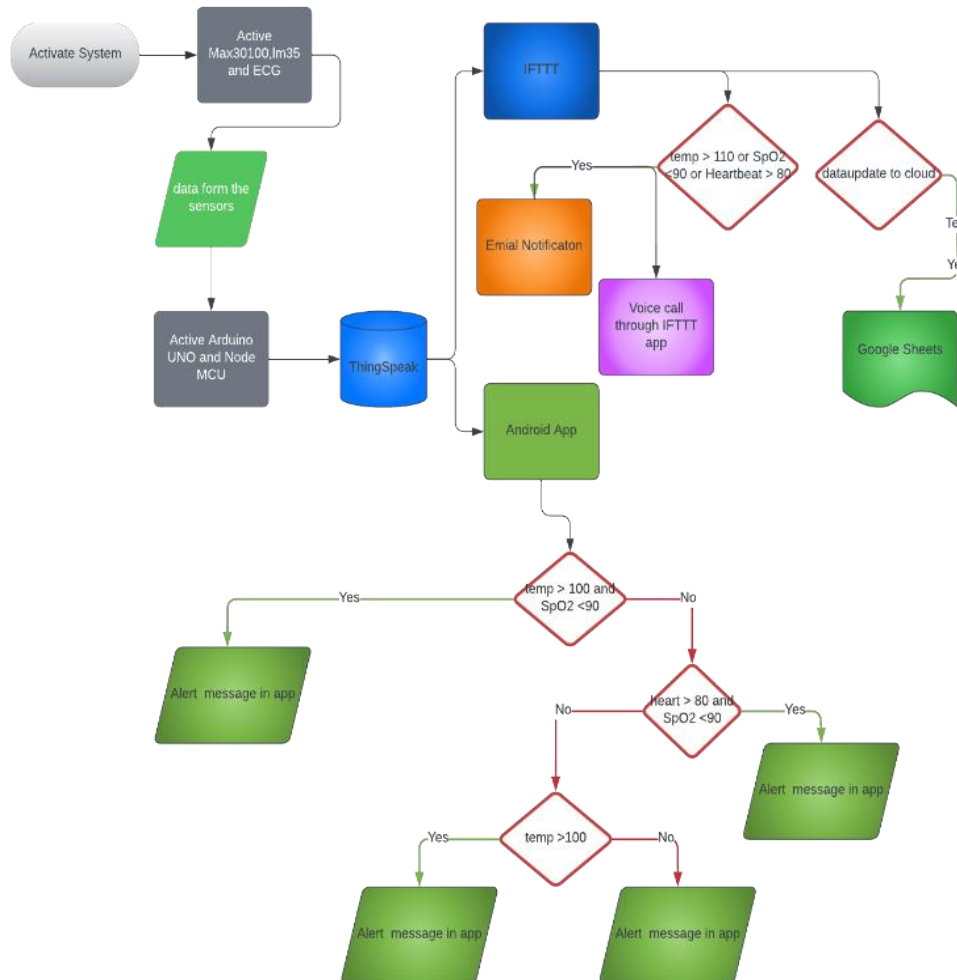 Activate System
Active
Max30100,lm35
and ECG
IFTTT
temp > 110 or SpO2
<90 or Heartbeat > 80
dataupdate to cloud
Yes
data form the
sensors
Emial Notificaton
Voice call
through IFTTT
app
Google Sheets
Active Arduino
UNO and Node
MCU
ThingSpeak
Android App
temp > 100 and
SpO2 <90
Yes
No
Alert message in app
heart > 80 and
SpO2 <90
No
Yes
Alert message in app
temp >100
Yes
No
Alert message in app
Alert message in app